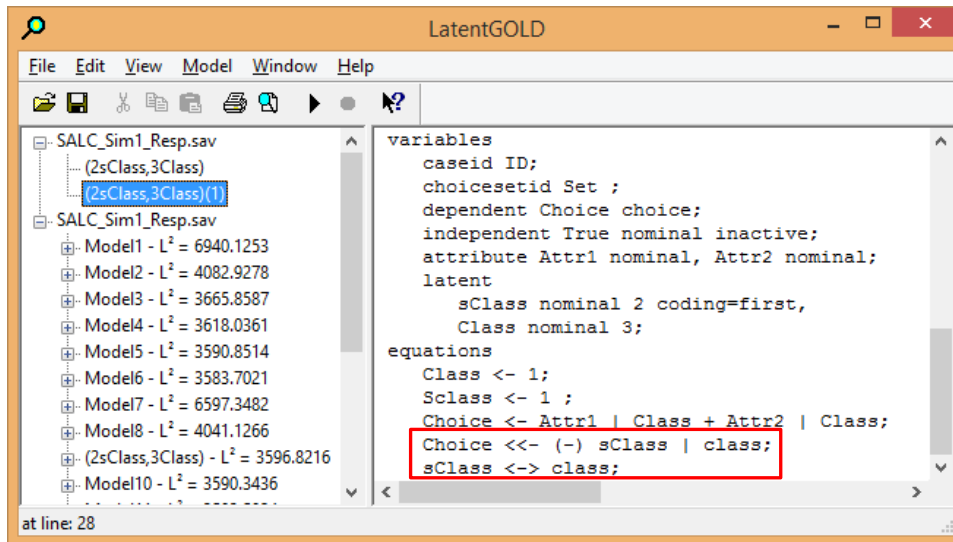 LatentGOLD
File Edit View Model Window Help
SALC_Sim1_Resp.sav
(2sClass,3Class)
(2sClass,3Class)(1)
SALC_Sim1_Resp.sav
Model1 - L² = 6940.1253
Model2 - L² = 4082.9278
Model3 - L² = 3665.8587
Model4 - L² = 3618.0361
Model5 - L² = 3590.8514
Model6 - L² = 3583.7021
Model7 - L² = 6597.3482
Model8 - L² = 4041.1266
(2sClass,3Class) - L² = 3596.8216
Model10 - L² = 3590.3436
variables
caseid ID;
choicesetid Set ;
dependent Choice choice;
independent True nominal inactive;
attribute Attr1 nominal, Attr2 nominal;
latent
sClass nominal 2 coding=first,
Class nominal 3;
equations
Class <- 1;
Sclass <- 1 ;
Choice <- Attr1 | Class + Attr2 | Class;
Choice <<- (-) sClass | class;
sClass <-> class;
at line: 28